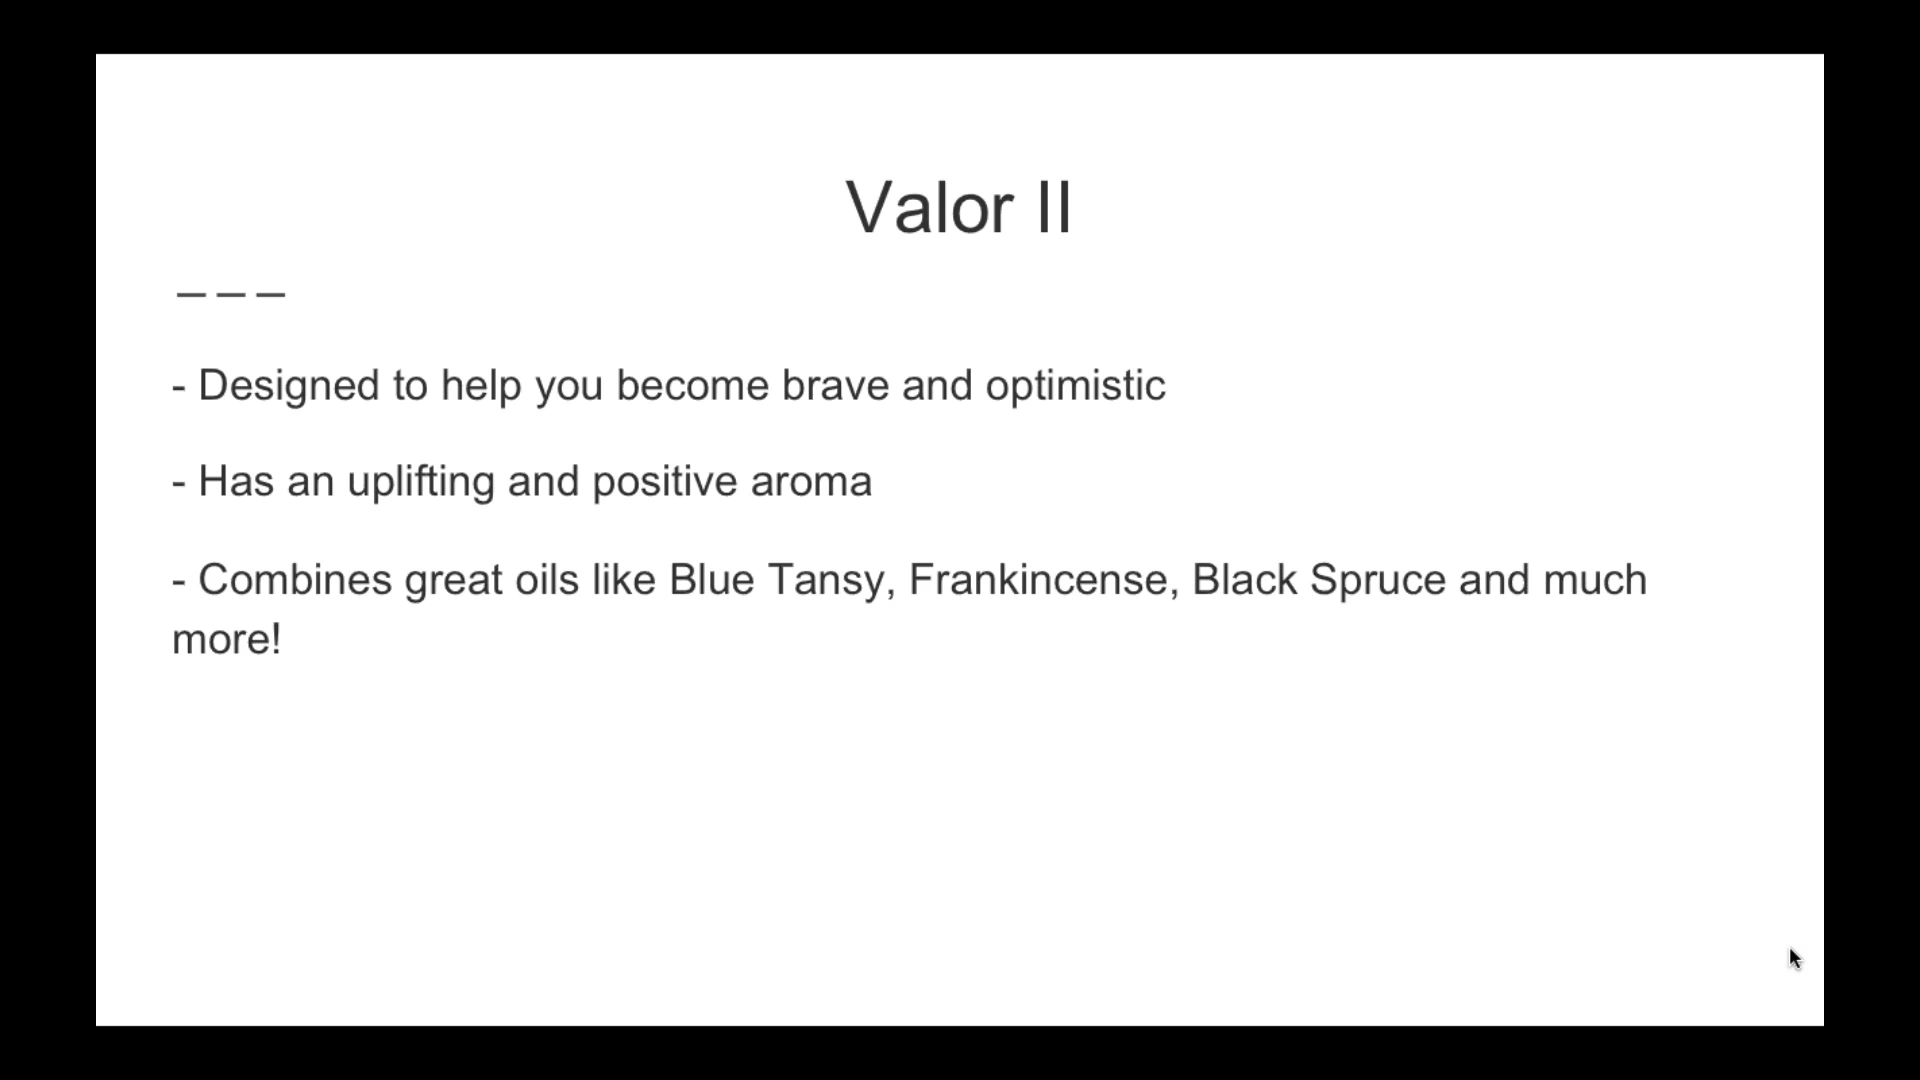 Valor II
– – –
- Designed to help you become brave and optimistic
- Has an uplifting and positive aroma
- Combines great oils like Blue Tansy, Frankincense, Black Spruce and much
more!